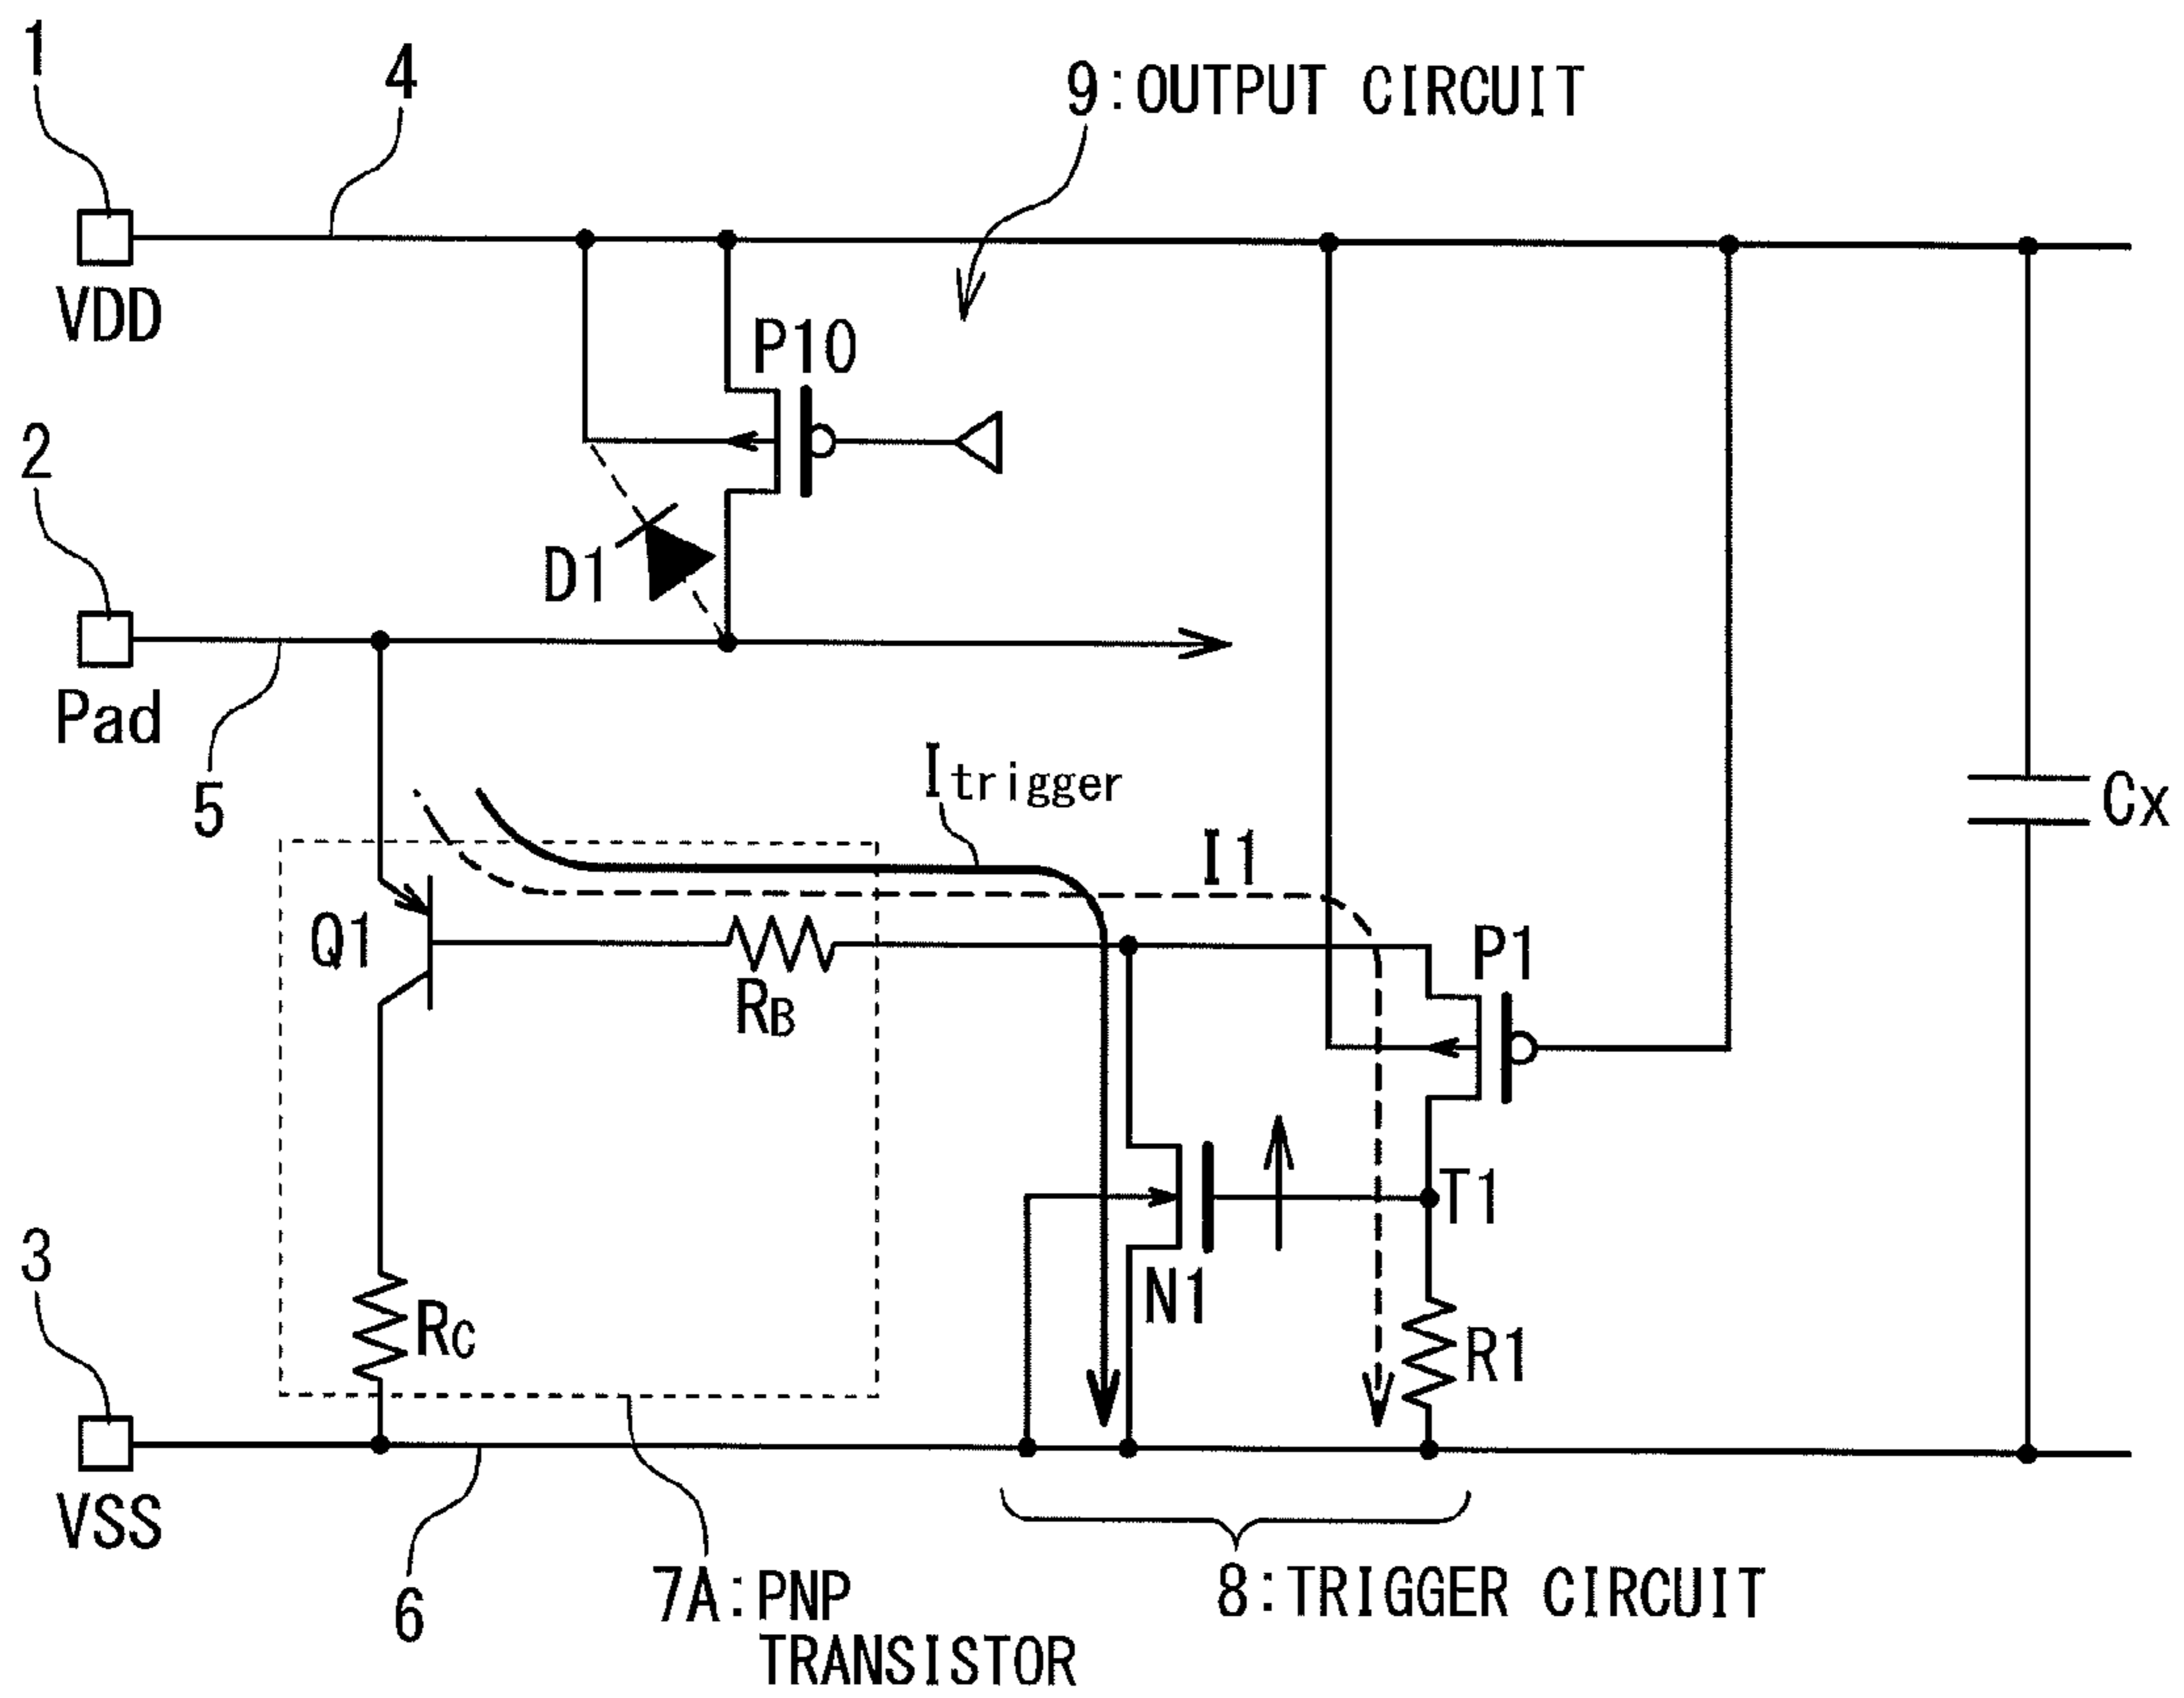 1
4
9:OUTPUT CIRCUIT
VDD
P10
2
D1
Pad
5
Itrigger
Cx
I1
Q1
RB
P1
T1
3
N1
RC
R1
VSS
6
7A:PNP
TRANSISTOR
8:TRIGGER CIRCUIT